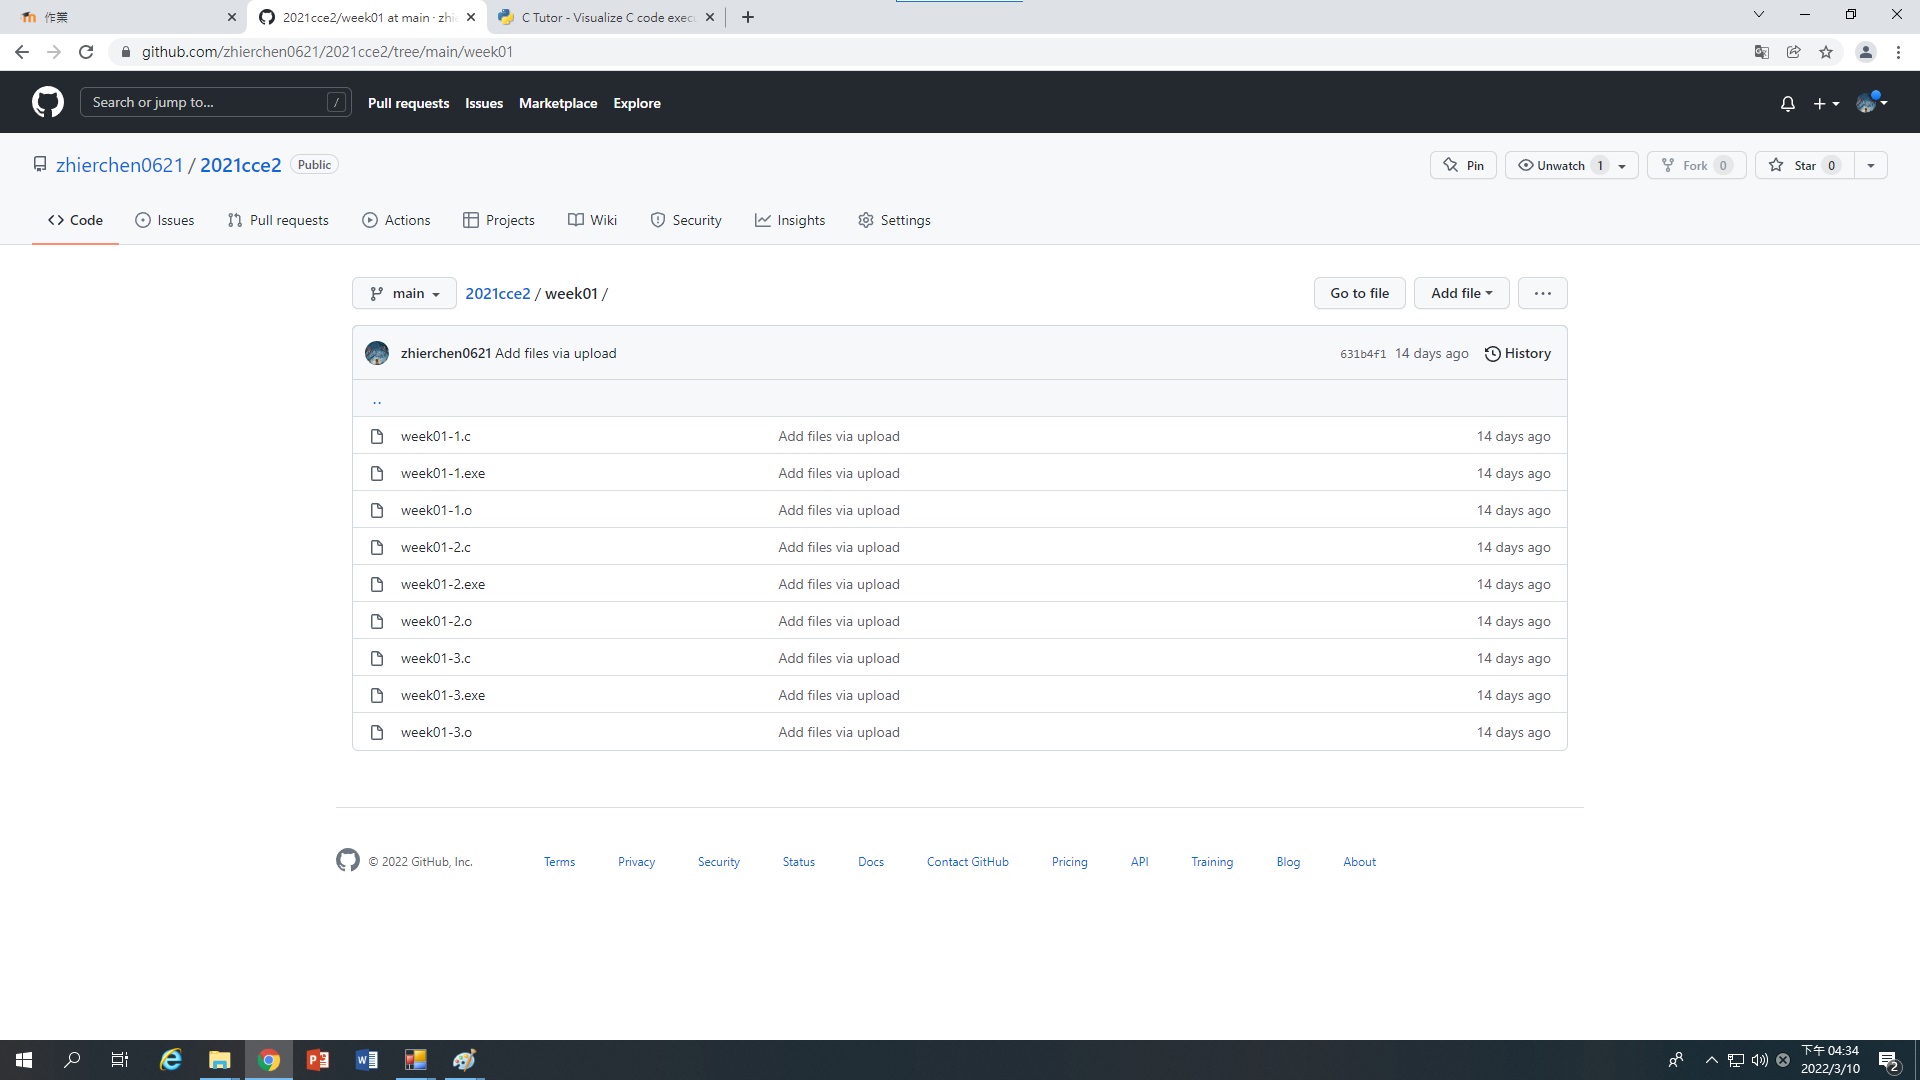 作業
2021cce2/week01 at main · zhie
C Tutor - Visualize C code execu
github.com/zhierchen0621/2021cce2/tree/main/week01
Search or jump to... /
Pull requests Issues Marketplace Explore
zhierchen0621 / 2021cce2 Public
Pin Unwatch 1 Fork 0 Star 0
Code Issues Pull requests Actions Projects Wiki Security Insights Settings
main 2021cce2 / week01 / Go to file Add file ...
zhierchen0621 Add files via upload 631b4f1 14 days ago History
..
week01-1.c Add files via upload 14 days ago
week01-1.exe Add files via upload 14 days ago
week01-1.o Add files via upload 14 days ago
week01-2.c Add files via upload 14 days ago
week01-2.exe Add files via upload 14 days ago
week01-2.o Add files via upload 14 days ago
week01-3.c Add files via upload 14 days ago
week01-3.exe Add files via upload 14 days ago
week01-3.o Add files via upload 14 days ago
© 2022 GitHub, Inc. Terms Privacy Security Status Docs Contact GitHub Pricing API Training Blog About
下午 04:34
2022/3/10
2